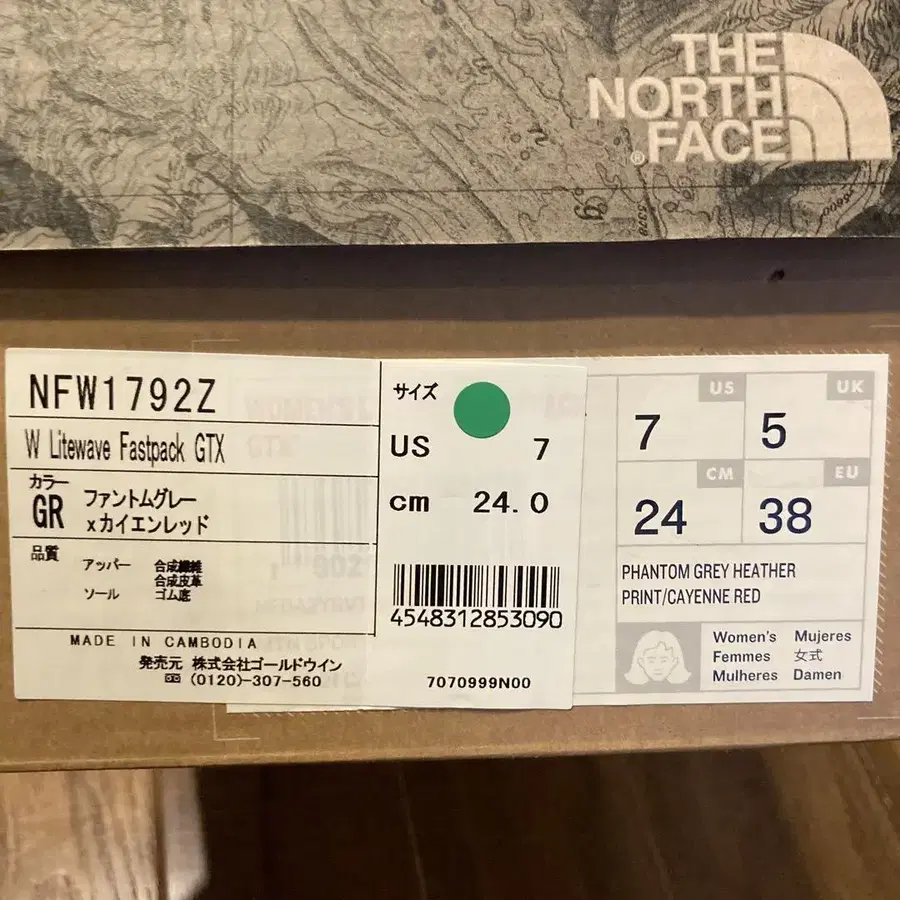 THE
NORTH
FACE
®
NFW1792Z
W Litewave Fastpack GTX
カラー
GR ファントムグレー
xカイエンレッド
品質
アッパー 合成繊維
合成皮革
ソール ゴム底
MADE IN CAMBODIA
発売元 株式会社ゴールドウイン
(0120)-307-560
サイズ
US 7
cm 24.0
4548312853090
7070999N00
US UK
7 5
CM EU
24 38
PHANTOM GREY HEATHER
PRINT/CAYENNE RED
Women's Mujeres
Femmes 女式
Mulheres Damen